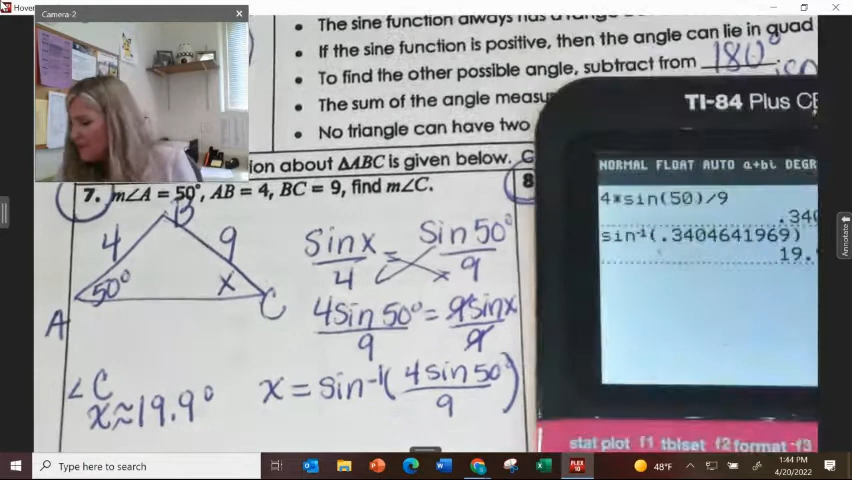 Hover
Camera-2
The sine function always has a range
If the sine function is positive, then the angle can lie in quad
To find the other possible angle, subtract from 180°
The sum of the angle measu
No triangle can have two
ion about △ABC is given below.
7. m∠A = 50°, AB = 4, BC = 9, find m∠C.
8
B
4
9
50°
x
A
C
Sin x / 4 = Sin 50° / 9
4 sin 50° / 9 = 9 sin x / 9
x = sin⁻¹(4 sin 50° / 9)
∠C
x ≈ 19.9°
TI-84 Plus CE
NORMAL FLOAT AUTO a+bi DEGR
4*sin(50)/9
.340
sin⁻¹(.3404641969)
19.
stat plot f1 tblset f2 format f3
Annotate
Type here to search
FLEX 10
48°F
1:44 PM
4/20/2022